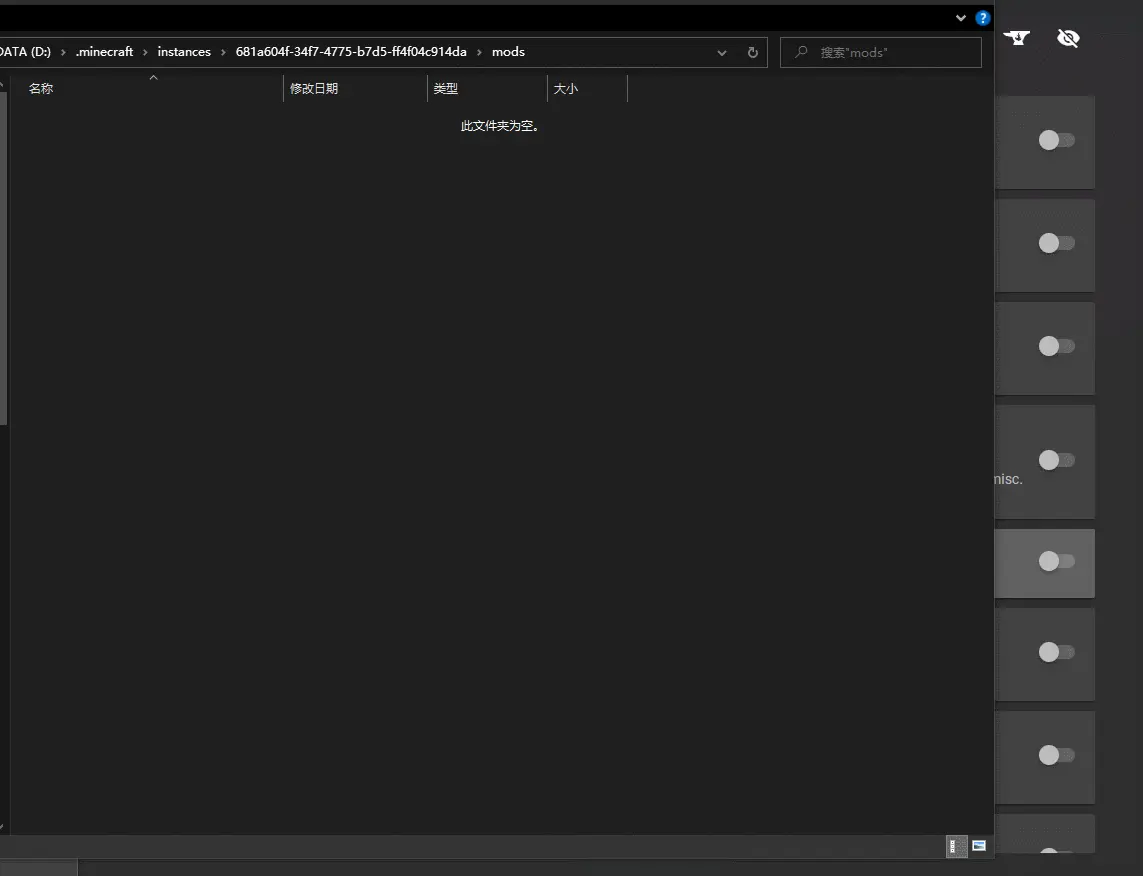 DATA (D:) › .minecraft › instances › 681a604f-34f7-4775-b7d5-ff4f04c914da › mods
搜索"mods"
名称 修改日期 类型 大小
此文件夹为空。
misc.